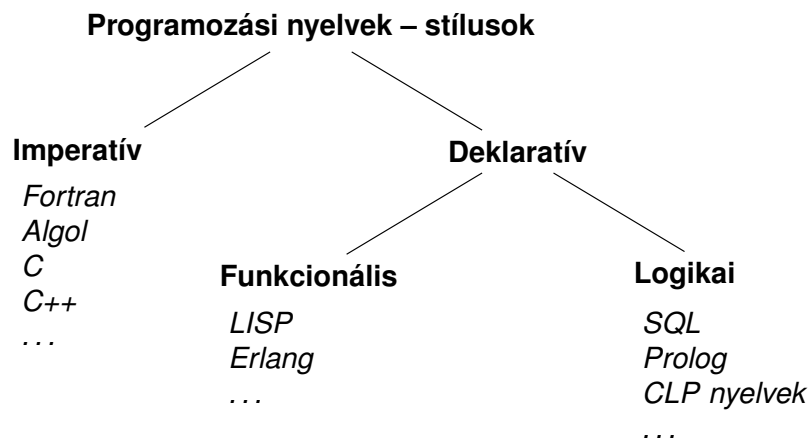 Programozási nyelvek – stílusok
Imperatív
Fortran
Algol
C
C++
. . .
Deklaratív
Funkcionális
LISP
Erlang
. . .
Logikai
SQL
Prolog
CLP nyelvek
. . .